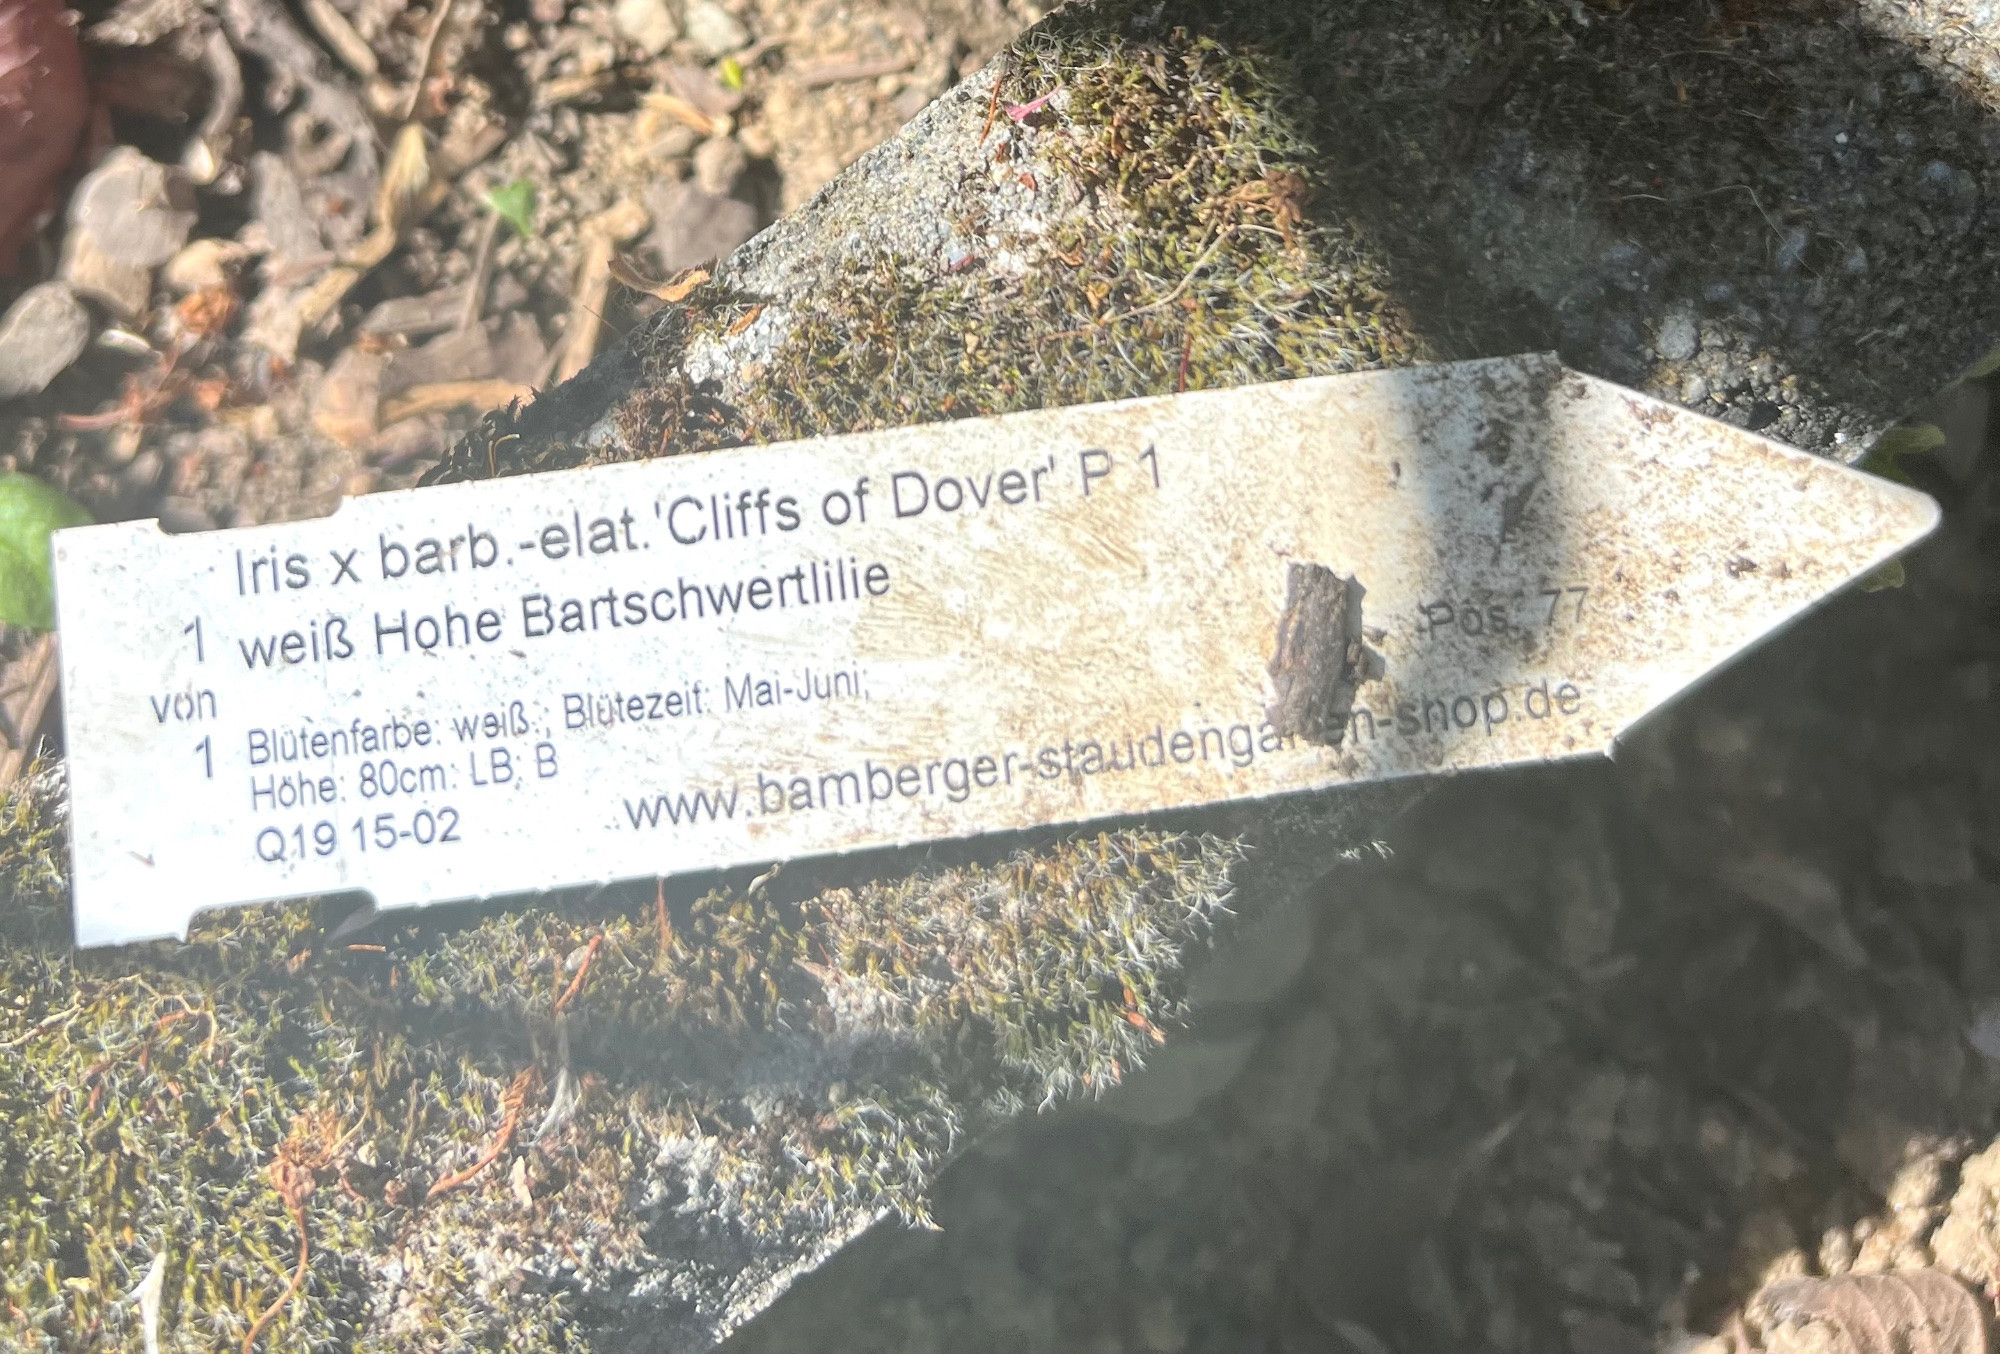 Iris x barb.-elat. 'Cliffs of Dover' P 1
1 weiß Hohe Bartschwertlilie
von
1 Blütenfarbe: weiß.; Blütezeit: Mai-Juni;
Höhe: 80cm: LB: B
Pos. 77
Q19 15-02
www.bamberger-staudengarten-shop.de